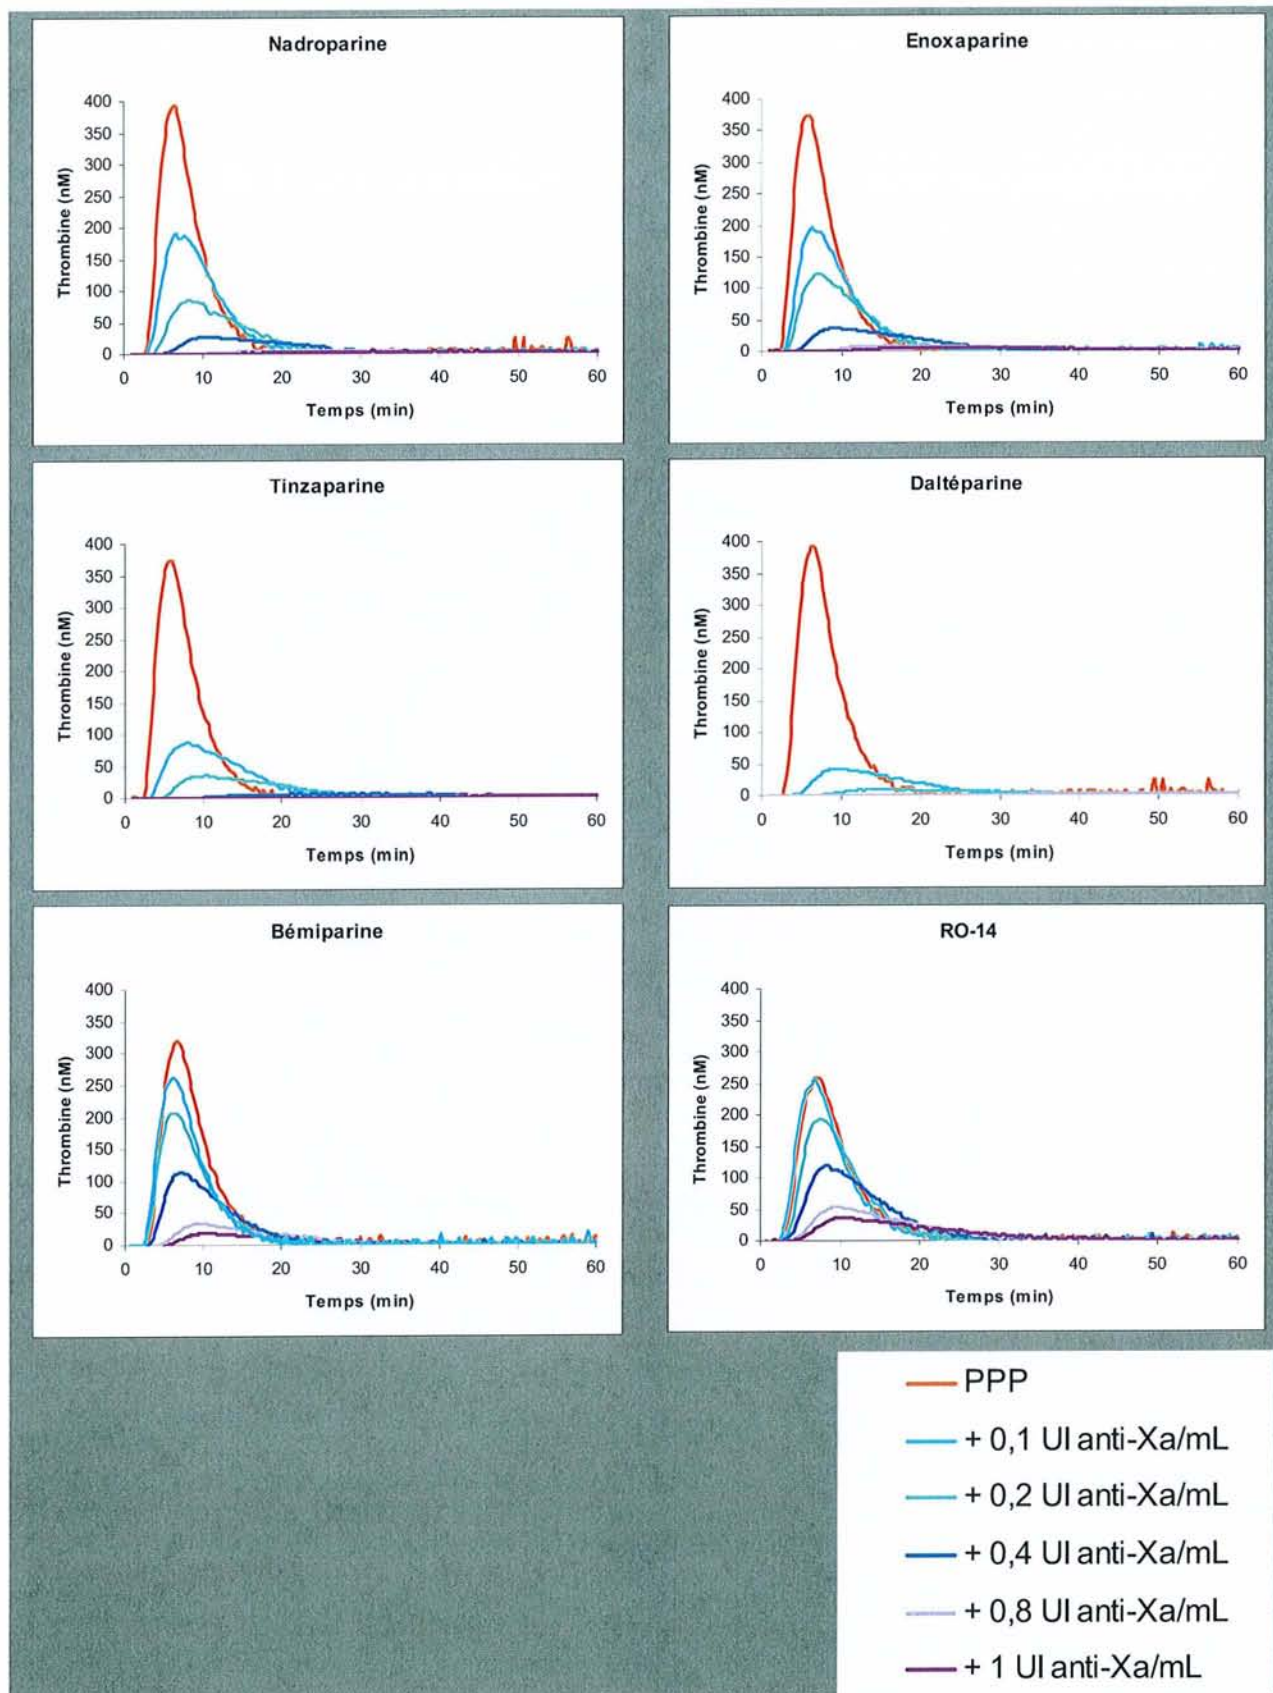 Nadroparine
400
350
300
250
200
150
100
50
0
Thrombine (nM)
0 10 20 30 40 50 60
Temps (min)
Enoxaparine
400
350
300
250
200
150
100
50
0
Thrombine (nM)
0 10 20 30 40 50 60
Temps (min)
Tinzaparine
400
350
300
250
200
150
100
50
0
Thrombine (nM)
0 10 20 30 40 50 60
Temps (min)
Daltéparine
400
350
300
250
200
150
100
50
0
Thrombine (nM)
0 10 20 30 40 50 60
Temps (min)
Bémiparine
400
350
300
250
200
150
100
50
0
Thrombine (nM)
0 10 20 30 40 50 60
Temps (min)
RO-14
400
350
300
250
200
150
100
50
0
Thrombine (nM)
0 10 20 30 40 50 60
Temps (min)
PPP
+ 0,1 UI anti-Xa/mL
+ 0,2 UI anti-Xa/mL
+ 0,4 UI anti-Xa/mL
+ 0,8 UI anti-Xa/mL
+ 1 UI anti-Xa/mL